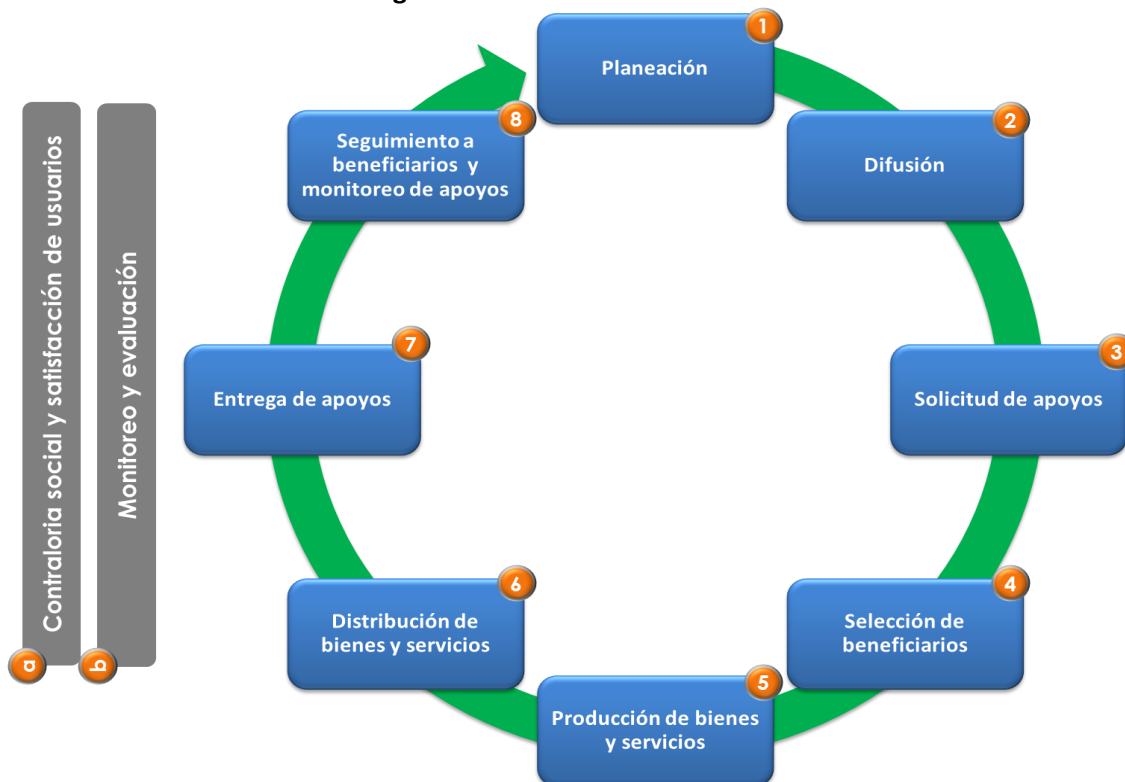 1
Planeación
2
Difusión
3
Solicitud de apoyos
4
Selección de
beneficiarios
5
Producción de bienes
y servicios
6
Distribución de
bienes y servicios
7
Entrega de apoyos
8
Seguimiento a
beneficiarios y
monitoreo de apoyos
a
Contraloria social y satisfacción de usuarios
b
Monitoreo y evaluación